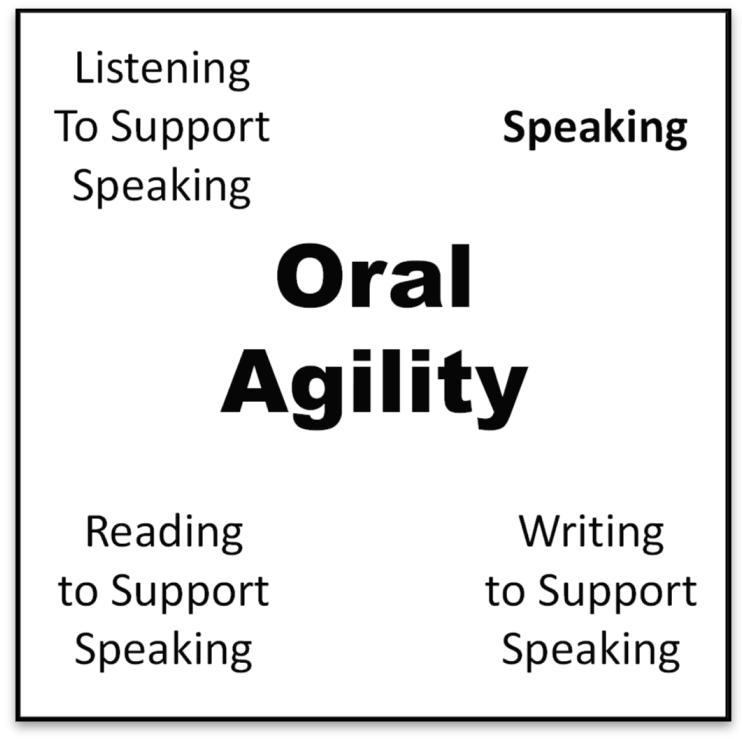 Listening
To Support
Speaking
Speaking
Oral
Agility
Reading
to Support
Speaking
Writing
to Support
Speaking